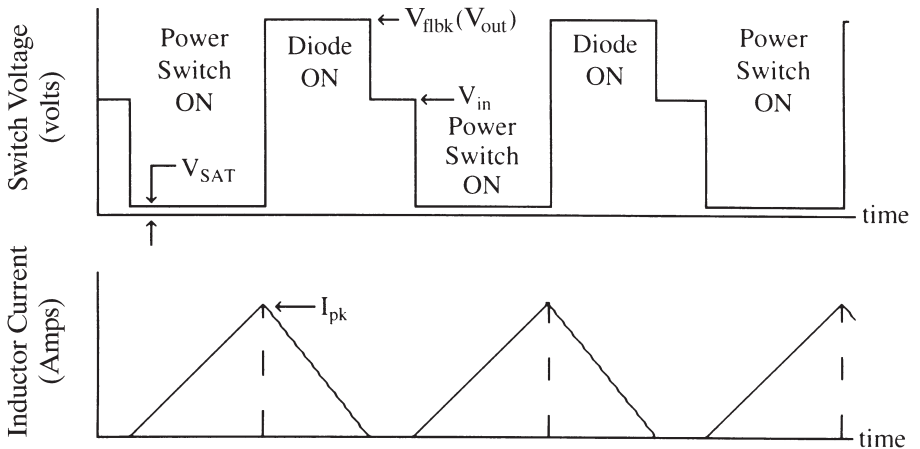 Switch Voltage
(volts)
Power
Switch
ON
Diode
ON
V_flbk(V_out)
V_in
Power
Switch
ON
Diode
ON
Power
Switch
ON
V_SAT
time
Inductor Current
(Amps)
I_pk
time